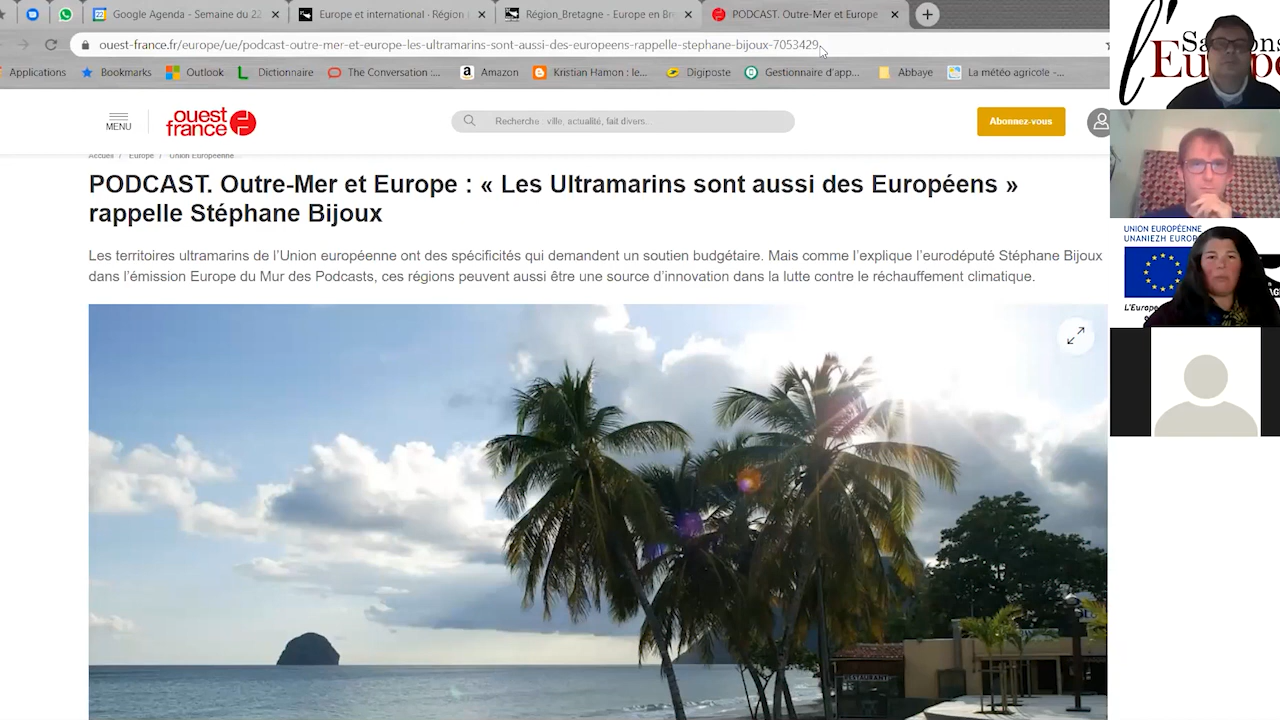 Google Agenda - Semaine du 22
Europe et international · Région
Région_Bretagne - Europe en Br
PODCAST. Outre-Mer et Europe
ouest-france.fr/europe/ue/podcast-outre-mer-et-europe-les-ultramarins-sont-aussi-des-europeens-rappelle-stephane-bijoux-7053429
Applications
Bookmarks
Outlook
Dictionnaire
The Conversation :...
Amazon
Kristian Hamon : le...
Digiposte
Gestionnaire d'app...
Abbaye
La météo agricole -...
MENU
ouest
france
Recherche : ville, actualité, fait divers..
Abonnez-vous
Accueil / Europe / Union Européenne
PODCAST. Outre-Mer et Europe : « Les Ultramarins sont aussi des Européens »
rappelle Stéphane Bijoux
Les territoires ultramarins de l'Union européenne ont des spécificités qui demandent un soutien budgétaire. Mais comme l'explique l'eurodéputé Stéphane Bijoux
dans l'émission Europe du Mur des Podcasts, ces régions peuvent aussi être une source d'innovation dans la lutte contre le réchauffement climatique.
RESTAURANT
UNION EUROPÉENNE
UNANIEZH EUROP
L'Europe